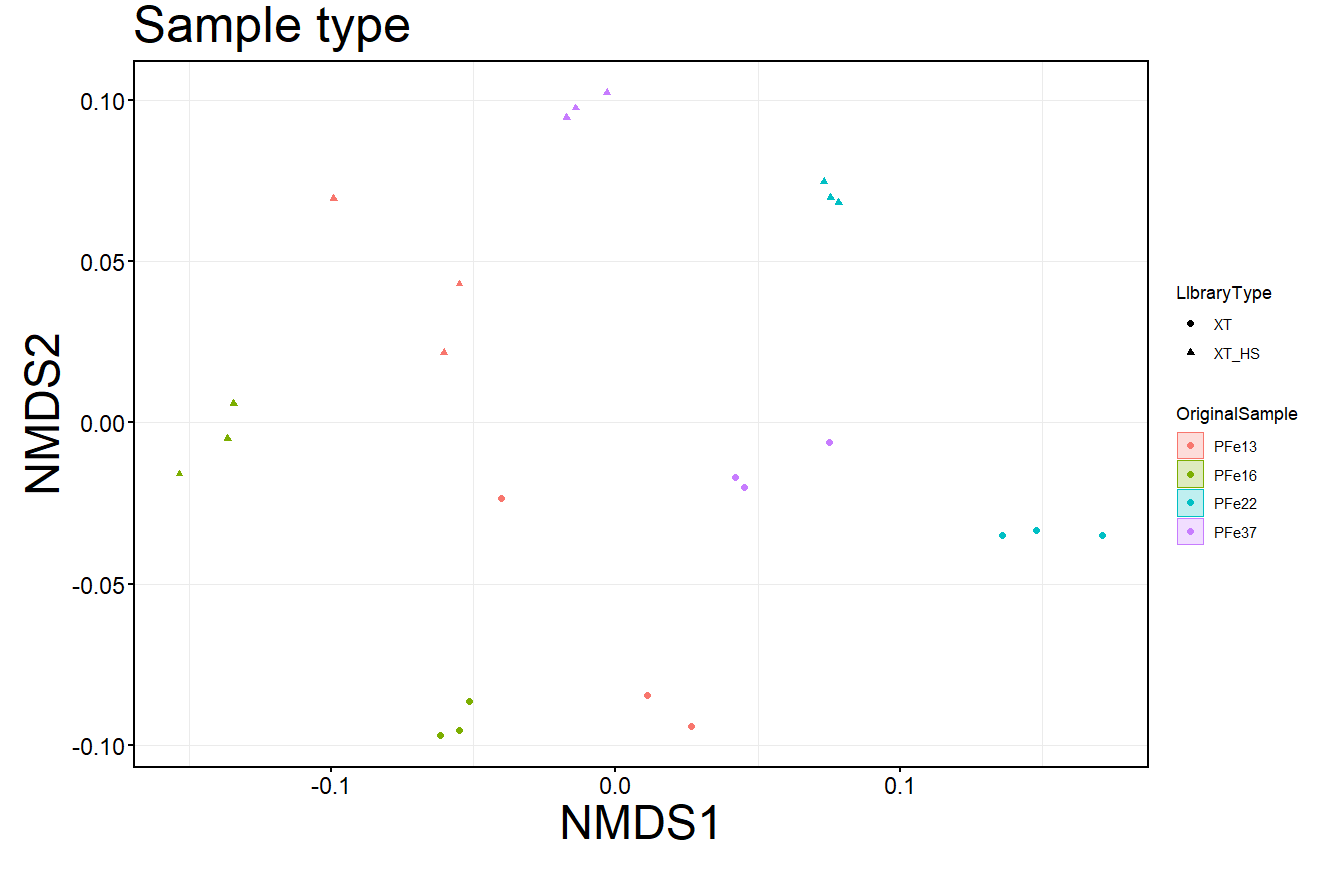 Sample type
0.10
0.05
0.00
-0.05
-0.10
NMDS2
-0.1
0.0
0.1
NMDS1
LIbraryType
XT
XT_HS
OriginalSample
PFe13
PFe16
PFe22
PFe37